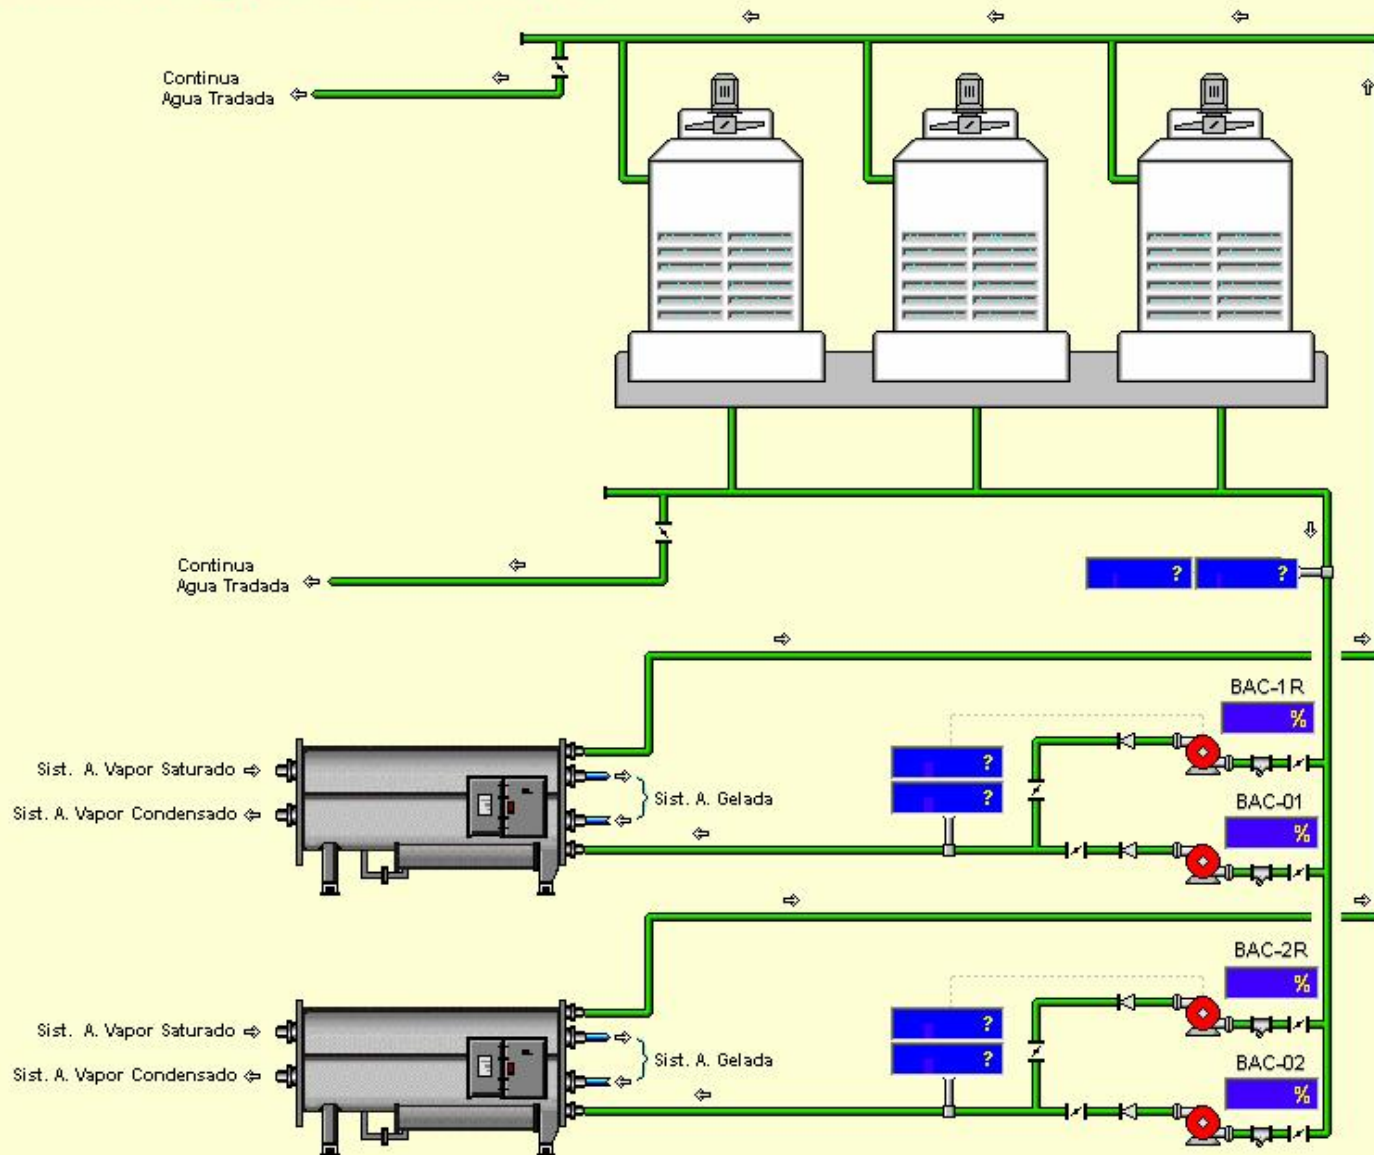 Continua
Agua Tradada
Continua
Agua Tradada
?
?
BAC-1R
%
Sist. A. Vapor Saturado
?
?
Sist. A. Gelada
Sist. A. Vapor Condensado
BAC-01
%
BAC-2R
%
Sist. A. Vapor Saturado
?
?
Sist. A. Gelada
Sist. A. Vapor Condensado
BAC-02
%